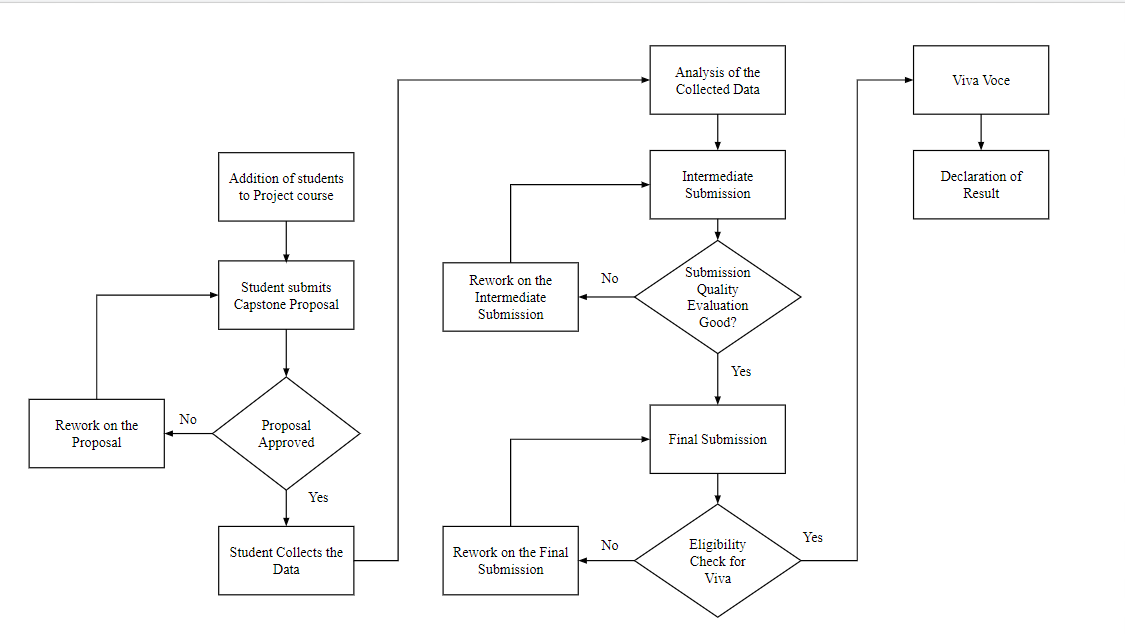 Addition of students
to Project course
Student submits
Capstone Proposal
Proposal
Approved
No
Rework on the
Proposal
Yes
Student Collects the
Data
Analysis of the
Collected Data
Intermediate
Submission
Submission
Quality
Evaluation
Good?
No
Rework on the
Intermediate
Submission
Yes
Final Submission
Eligibility
Check for
Viva
No
Rework on the Final
Submission
Yes
Viva Voce
Declaration of
Result